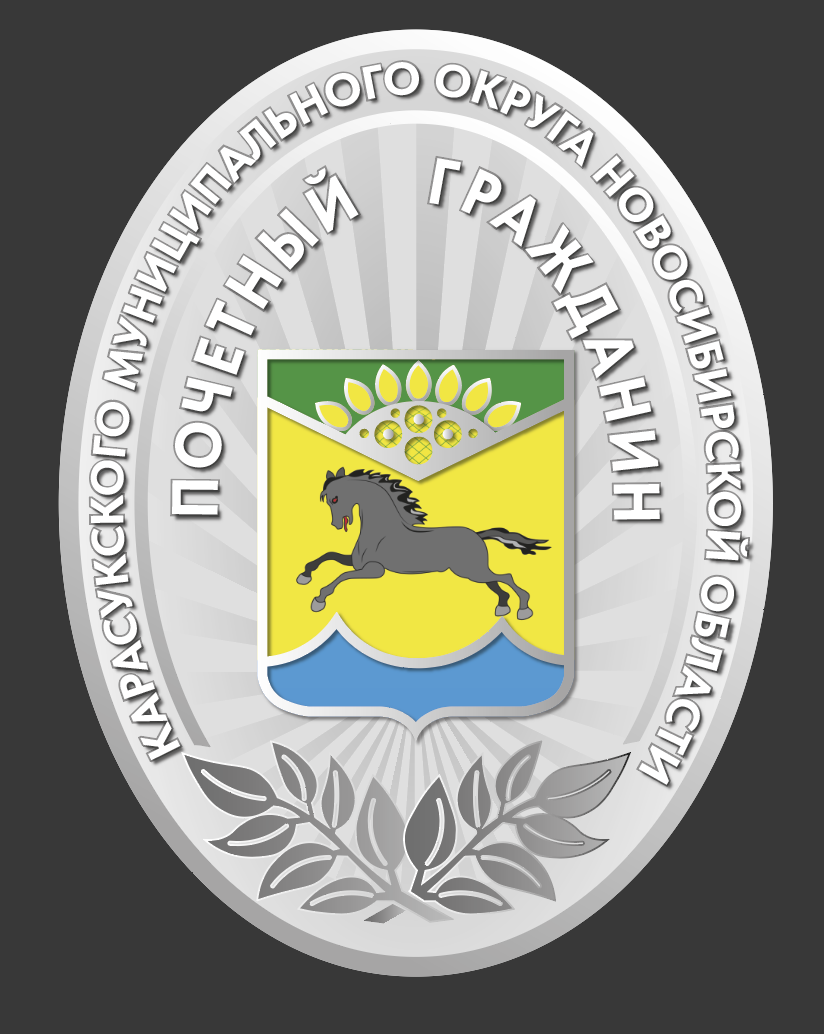 КАРАСУКСКОГО МУНИЦИПАЛЬНОГО ОКРУГА НОВОСИБИРСКОЙ ОБЛАСТИ
ПОЧЕТНЫЙ ГРАЖДАНИН